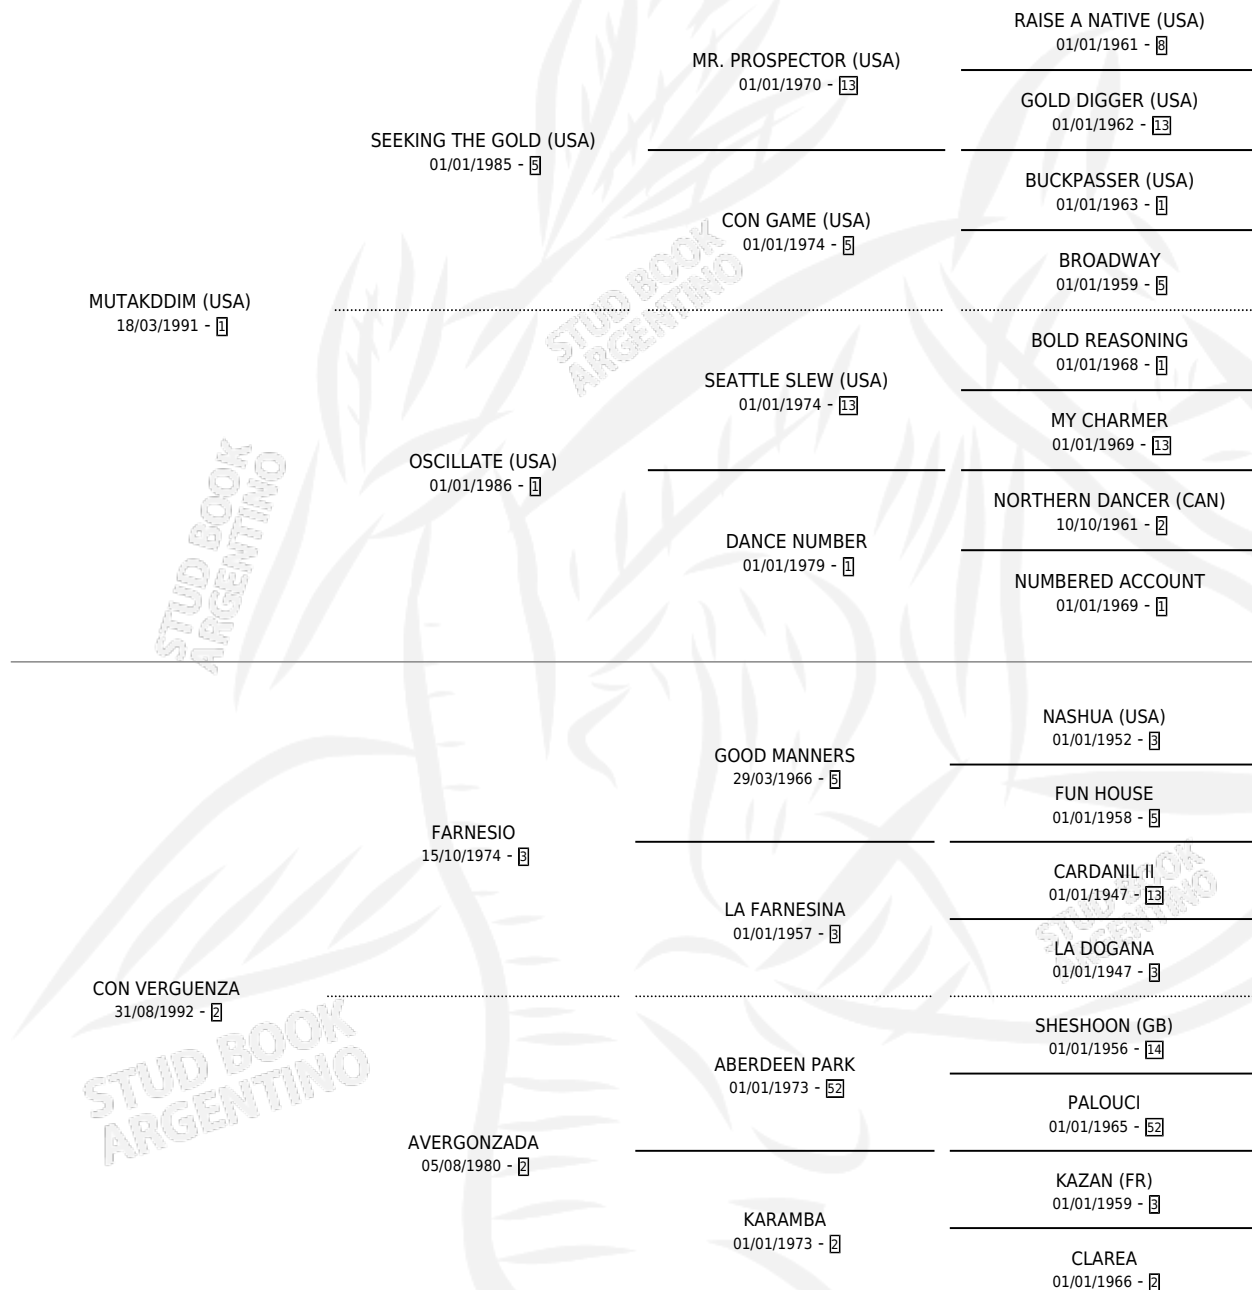 RAISE A NATIVE (USA)
01/01/1961 - 8
MR. PROSPECTOR (USA)
01/01/1970 - 13
GOLD DIGGER (USA)
01/01/1962 - 13
SEEKING THE GOLD (USA)
01/01/1985 - 5
BUCKPASSER (USA)
01/01/1963 - 1
CON GAME (USA)
01/01/1974 - 5
BROADWAY
01/01/1959 - 5
MUTAKDDIM (USA)
18/03/1991 - 1
BOLD REASONING
01/01/1968 - 1
SEATTLE SLEW (USA)
01/01/1974 - 13
MY CHARMER
01/01/1969 - 13
OSCILLATE (USA)
01/01/1986 - 1
NORTHERN DANCER (CAN)
10/10/1961 - 2
DANCE NUMBER
01/01/1979 - 1
NUMBERED ACCOUNT
01/01/1969 - 1
NASHUA (USA)
01/01/1952 - 3
GOOD MANNERS
29/03/1966 - 5
FUN HOUSE
01/01/1958 - 5
FARNESIO
15/10/1974 - 3
CARDANIL II
01/01/1947 - 13
LA FARNESINA
01/01/1957 - 3
LA DOGANA
01/01/1947 - 3
CON VERGUENZA
31/08/1992 - 2
SHESHOON (GB)
01/01/1956 - 14
ABERDEEN PARK
01/01/1973 - 52
PALOUCI
01/01/1965 - 52
AVERGONZADA
05/08/1980 - 2
KAZAN (FR)
01/01/1959 - 3
KARAMBA
01/01/1973 - 2
CLAREA
01/01/1966 - 2
STUD BOOK
ARGENTINO
STUD BOOK
ARGENTINO
STUD BOOK
ARGENTINO
STUD BOOK
ARGENTINO